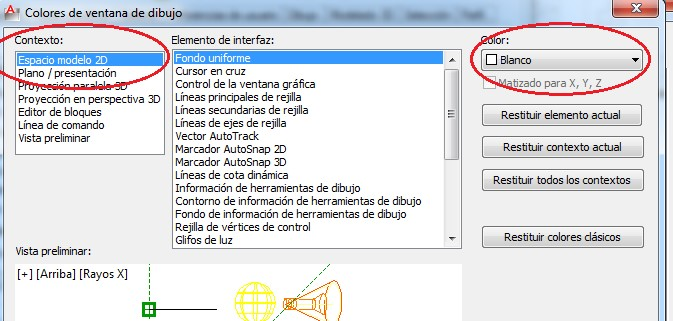 Colores de ventana de dibujo
Contexto:
Espacio modelo 2D
Plano / presentación
Proyección paralela 3D
Proyección en perspectiva 3D
Editor de bloques
Línea de comando
Vista preliminar
Elemento de interfaz:
Fondo uniforme
Cursor en cruz
Control de la ventana gráfica
Líneas principales de rejilla
Líneas secundarias de rejilla
Líneas de ejes de rejilla
Vector AutoTrack
Marcador AutoSnap 2D
Marcador AutoSnap 3D
Líneas de cota dinámica
Información de herramientas de dibujo
Contorno de información de herramientas de dibujo
Fondo de información de herramientas de dibujo
Rejilla de vértices de control
Glifos de luz
Color:
Blanco
Matizado para X, Y, Z
Restituir elemento actual
Restituir contexto actual
Restituir todos los contextos
Restituir colores clásicos
Vista preliminar:
[+] [Arriba] [Rayos X]